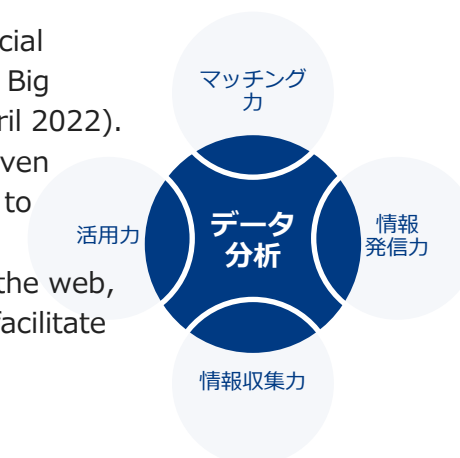 cial
Big
ril 2022).
ven
to
the web,
facilitate
マッチング
力
活用力
データ
分析
情報
発信力
情報収集力